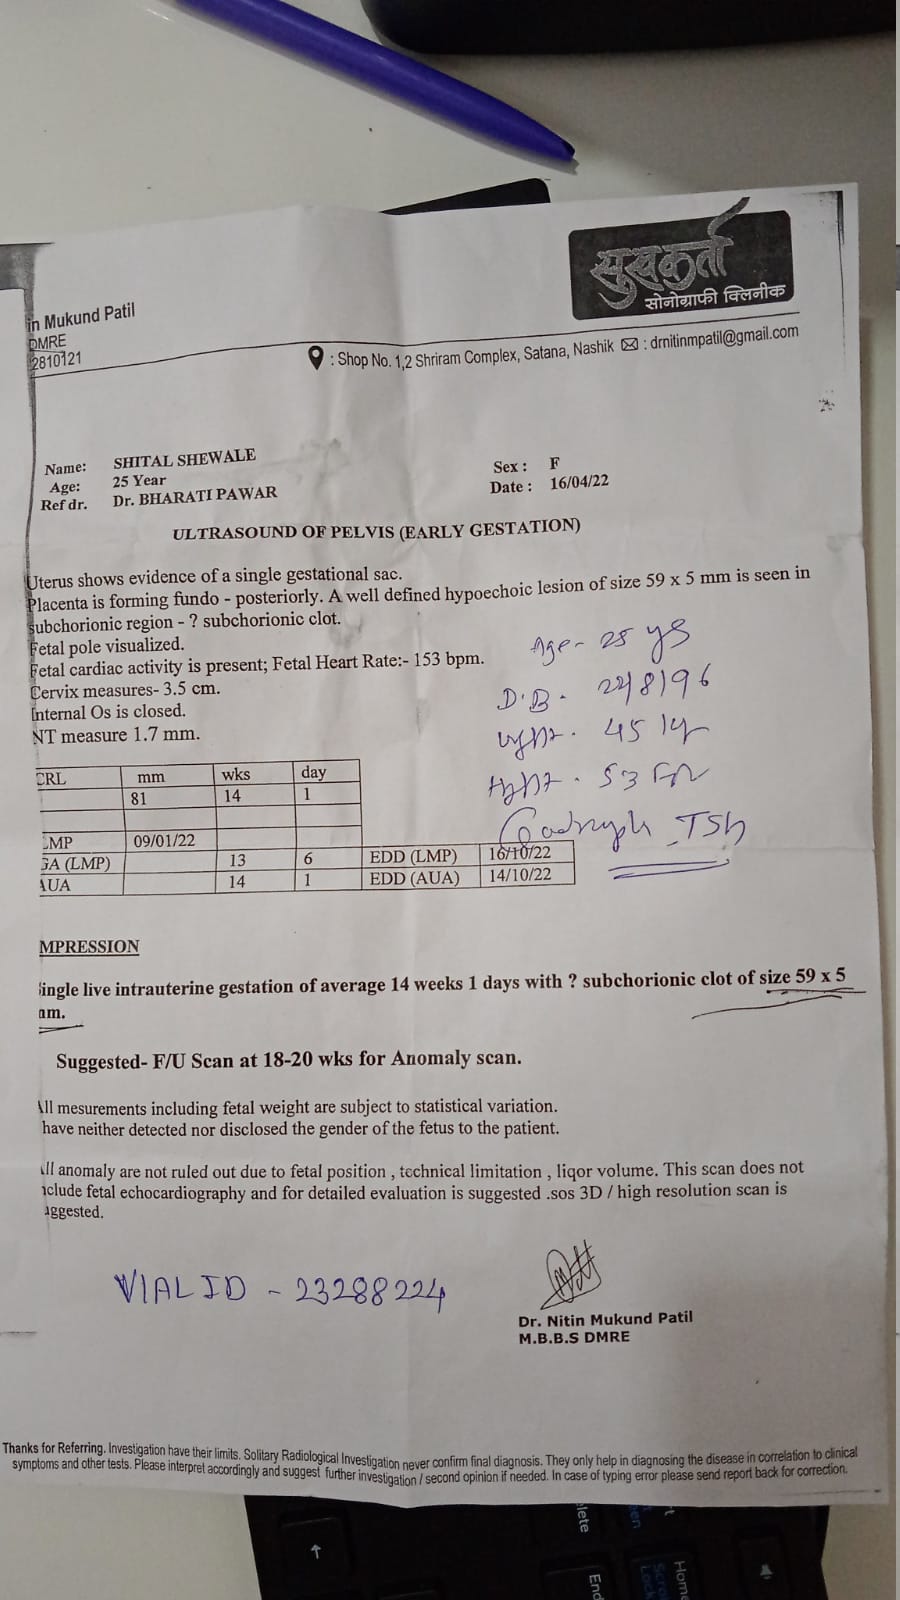 सुखकर्ता
सोनोग्राफी क्लिनीक
in Mukund Patil
DMRE
2810121
: Shop No. 1,2 Shriram Complex, Satana, Nashik : drnitinmpatil@gmail.com
Name: SHITAL SHEWALE Sex : F
Age: 25 Year Date : 16/04/22
Ref dr. Dr. BHARATI PAWAR
ULTRASOUND OF PELVIS (EARLY GESTATION)
Uterus shows evidence of a single gestational sac.
Placenta is forming fundo - posteriorly. A well defined hypoechoic lesion of size 59 x 5 mm is seen in
subchorionic region - ? subchorionic clot.
Fetal pole visualized.
Fetal cardiac activity is present; Fetal Heart Rate:- 153 bpm.
Cervix measures- 3.5 cm.
Internal Os is closed.
NT measure 1.7 mm.
Age - 25 ys
D.B - 22/8/96
45
53
CRL mm wks day
81 14 1
LMP 09/01/22
GA (LMP) 13 6 EDD (LMP) 16/10/22
AUA 14 1 EDD (AUA) 14/10/22
MPRESSION
Single live intrauterine gestation of average 14 weeks 1 days with ? subchorionic clot of size 59 x 5
mm.
Suggested- F/U Scan at 18-20 wks for Anomaly scan.
All mesurements including fetal weight are subject to statistical variation.
have neither detected nor disclosed the gender of the fetus to the patient.
All anomaly are not ruled out due to fetal position , technical limitation , liqor volume. This scan does not
nclude fetal echocardiography and for detailed evaluation is suggested .sos 3D / high resolution scan is
uggested.
VIAL ID - 23288224
Dr. Nitin Mukund Patil
M.B.B.S DMRE
Thanks for Referring. Investigation have their limits. Solitary Radiological Investigation never confirm final diagnosis. They only help in diagnosing the disease in correlation to clinical
symptoms and other tests. Please interpret accordingly and suggest further investigation / second opinion if needed. In case of typing error please send report back for correction.
Home
End